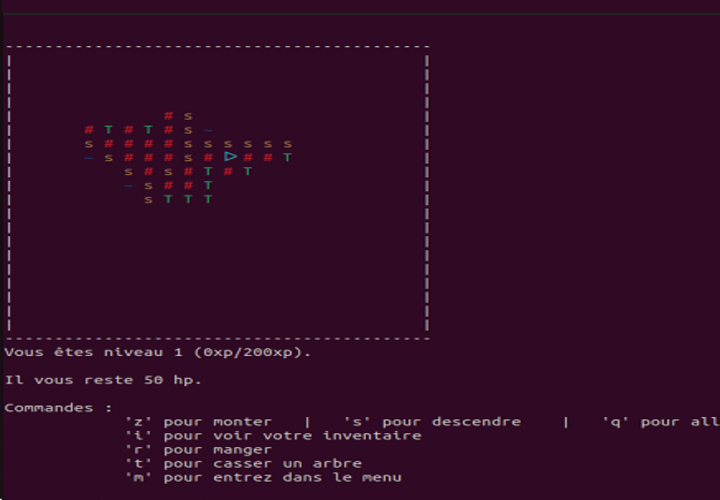 # s
# T # T # s ~
s # # # # s s s s s s
~ s # # # s # ▷ # # T
s # s # T # T
~ s # # T
s T T T
Vous êtes niveau 1 (0xp/200xp).
Il vous reste 50 hp.
Commandes :
'z' pour monter | 's' pour descendre | 'q' pour all
'i' pour voir votre inventaire
'r' pour manger
't' pour casser un arbre
'm' pour entrez dans le menu